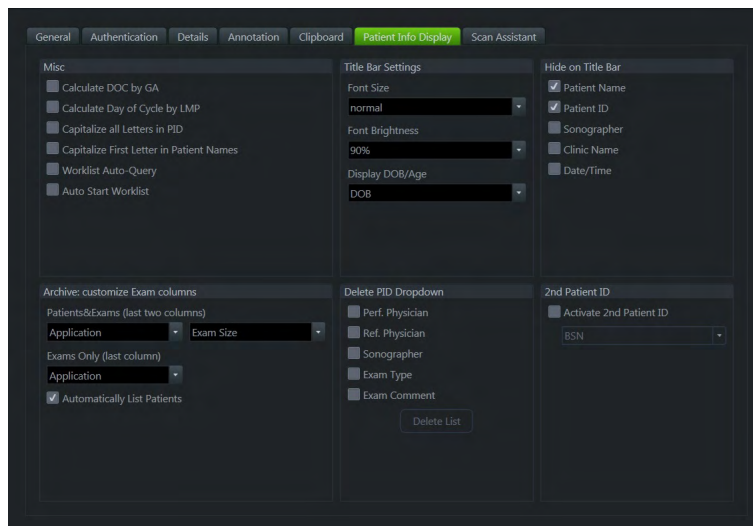 General Authentication Details Annotation Clipboard Patient Info Display Scan Assistant
Misc
Calculate DOC by GA
Calculate Day of Cycle by LMP
Capitalize all Letters in PID
Capitalize First Letter in Patient Names
Worklist Auto-Query
Auto Start Worklist
Title Bar Settings
Font Size
normal
Font Brightness
90%
Display DOB/Age
DOB
Hide on Title Bar
Patient Name
Patient ID
Sonographer
Clinic Name
Date/Time
Archive: customize Exam columns
Patients&Exams (last two columns)
Application Exam Size
Exams Only (last column)
Application
Automatically List Patients
Delete PID Dropdown
Perf. Physician
Ref. Physician
Sonographer
Exam Type
Exam Comment
Delete List
2nd Patient ID
Activate 2nd Patient ID
BSN